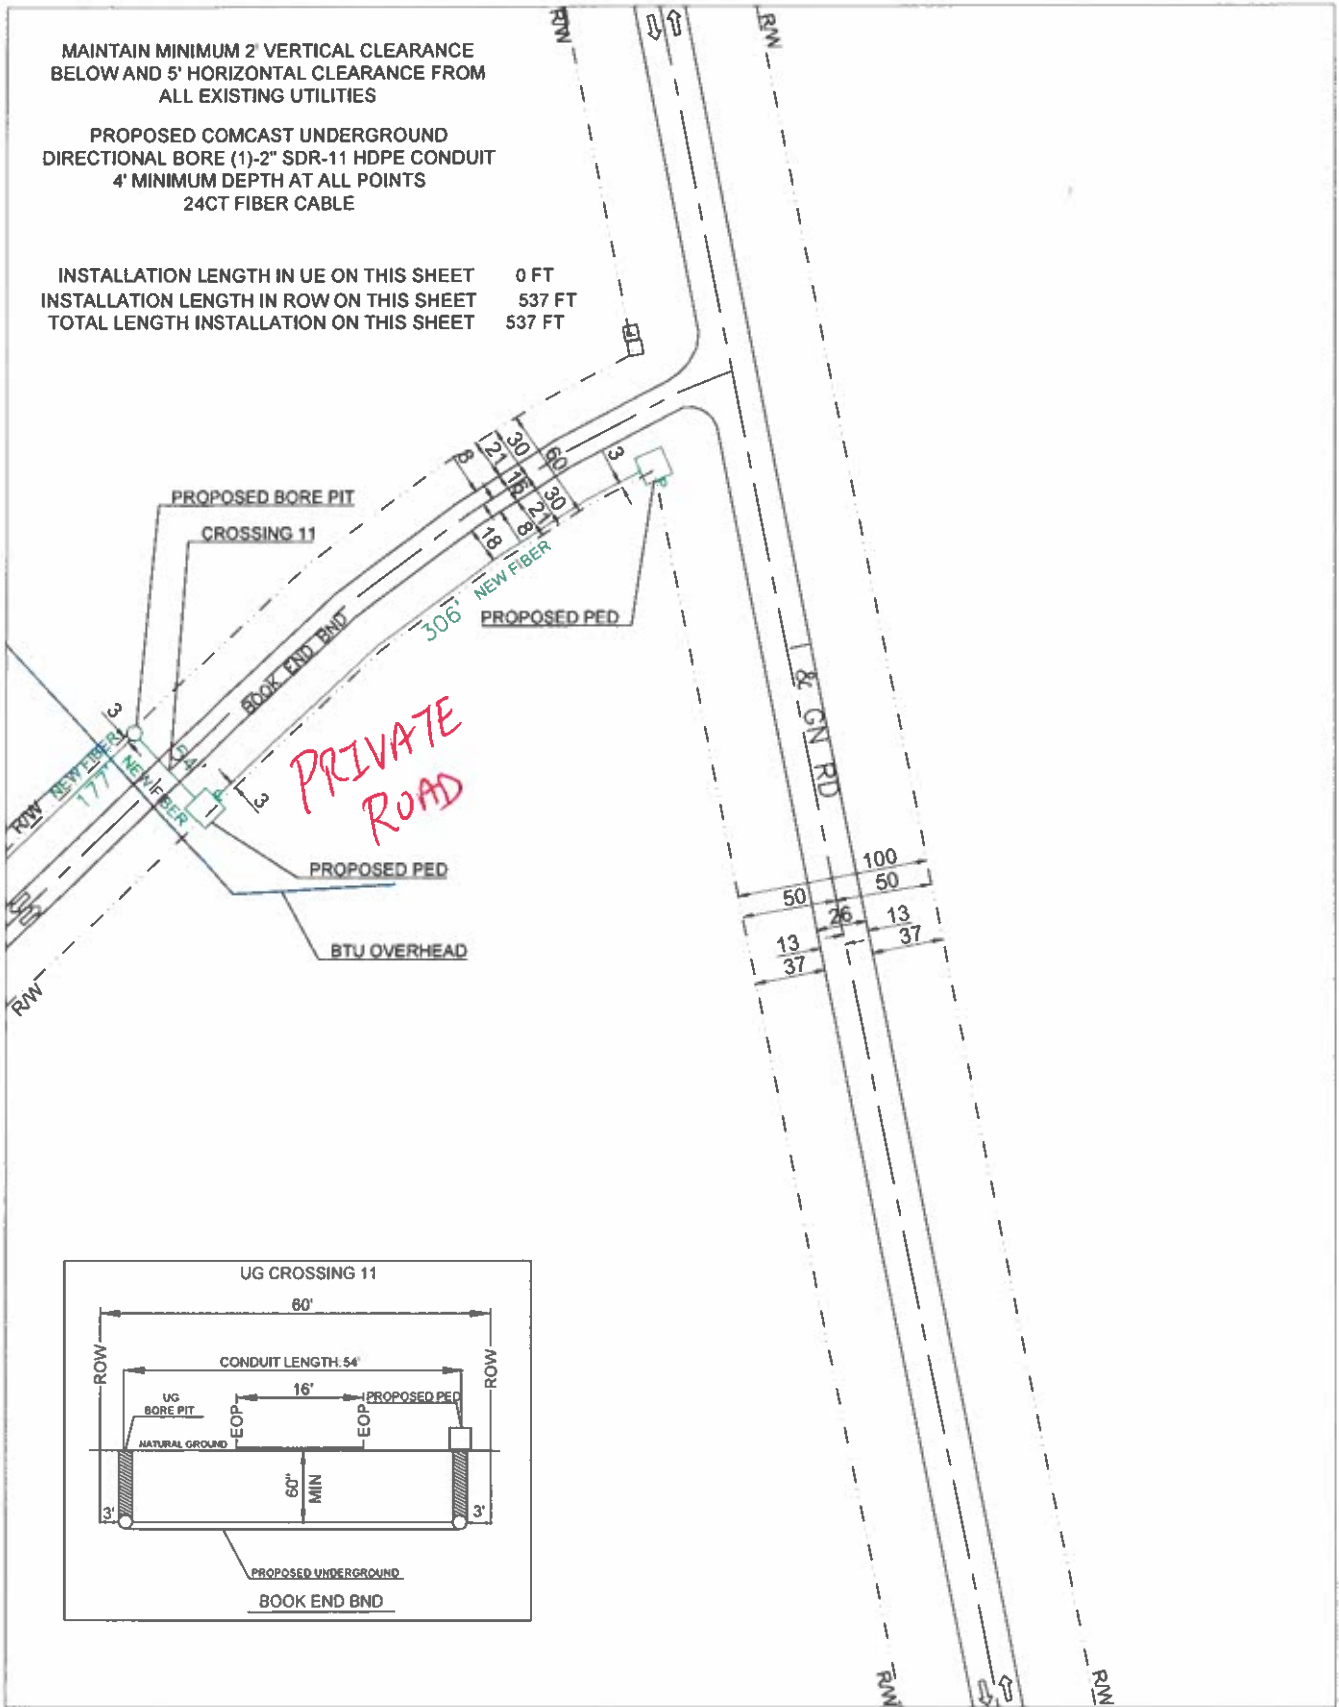 R/W
R/W
MAINTAIN MINIMUM 2' VERTICAL CLEARANCE
BELOW AND 5' HORIZONTAL CLEARANCE FROM
ALL EXISTING UTILITIES
PROPOSED COMCAST UNDERGROUND
DIRECTIONAL BORE (1)-2" SDR-11 HDPE CONDUIT
4' MINIMUM DEPTH AT ALL POINTS
24CT FIBER CABLE
INSTALLATION LENGTH IN UE ON THIS SHEET 0 FT
INSTALLATION LENGTH IN ROW ON THIS SHEET 537 FT
TOTAL LENGTH INSTALLATION ON THIS SHEET 537 FT
8
21
30
60
16
30
21
8
18
3
P
PROPOSED BORE PIT
CROSSING 11
NEW FIBER
306'
PROPOSED PED
BOOK END BND
I & GN RD
PRIVATE
ROAD
3
NEW FIBER
177'
54'
NEW FIBER
P
3
R/W
PROPOSED PED
BTU OVERHEAD
R/W
100
50
50
26
13
37
13
37
UG CROSSING 11
60'
ROW
ROW
CONDUIT LENGTH: 54'
16'
PROPOSED PED
UG
BORE PIT
EOP
EOP
NATURAL GROUND
60"
MIN
3'
3'
PROPOSED UNDERGROUND
BOOK END BND
R/W
R/W